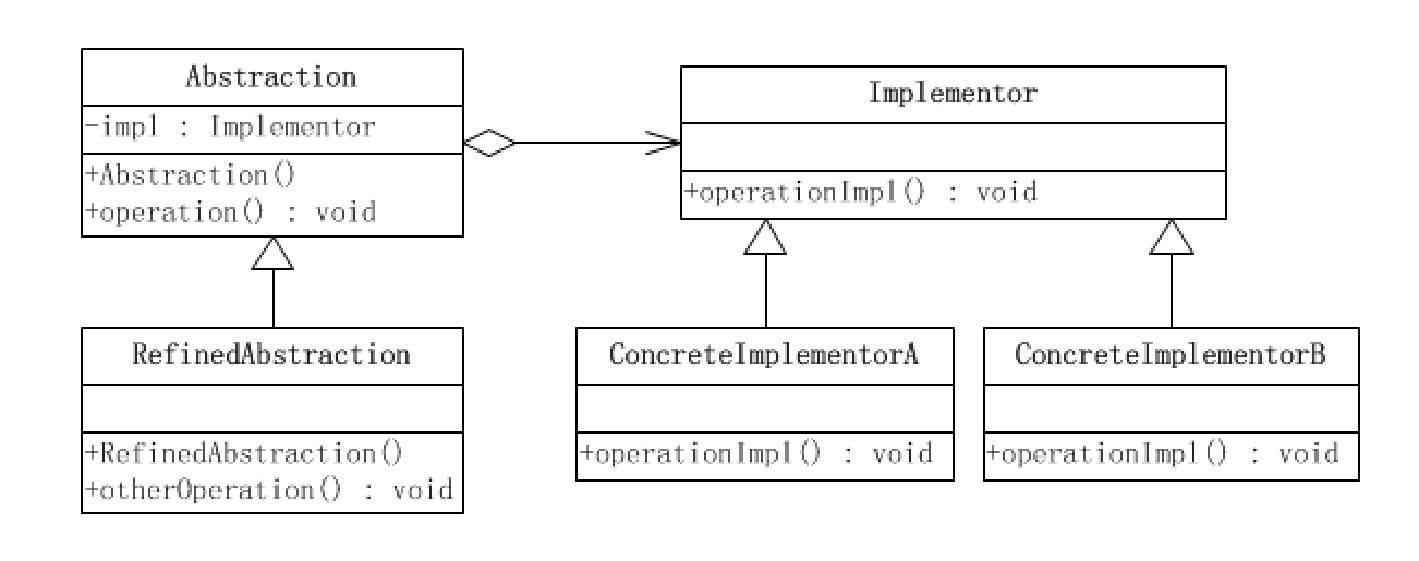 Abstraction
-impl : Implementor
+Abstraction()
+operation() : void
Implementor
+operationImpl() : void
RefinedAbstraction
+RefinedAbstraction()
+otherOperation() : void
ConcreteImplementorA
+operationImpl() : void
ConcreteImplementorB
+operationImpl() : void